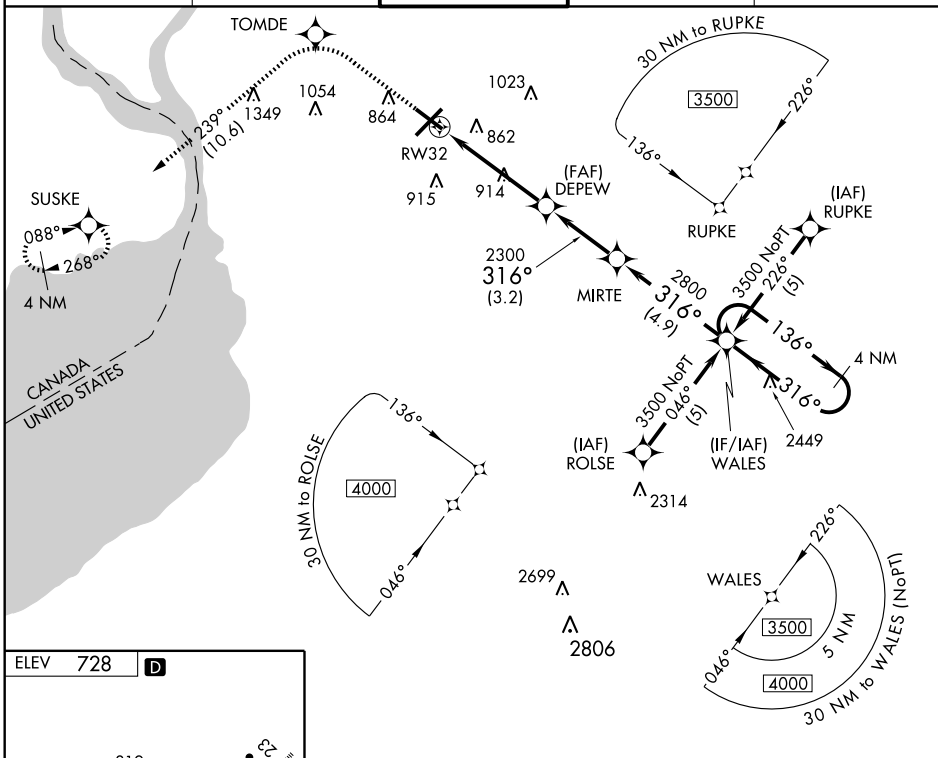 TOMDE
1349
1054
864
1023
862
239°
(10.6)
RW32
915
914
(FAF)
DEPEW
30 NM to RUPKE
3500
226°
136°
RUPKE
(IAF)
RUPKE
SUSKE
088°
268°
4 NM
2300
316°
(3.2)
MIRTE
2800
316°
(4.9)
3500 NoPT
226°
(5)
136°
4 NM
316°
2449
3500 NoPT
046°
(5)
(IAF)
ROLSE
(IF/IAF)
WALES
2314
CANADA
UNITED STATES
30 NM to ROLSE
136°
4000
046°
2699
2806
WALES
226°
3500
5 NM
046°
4000
30 NM to WALES (NoPT)
ELEV 728
D
23